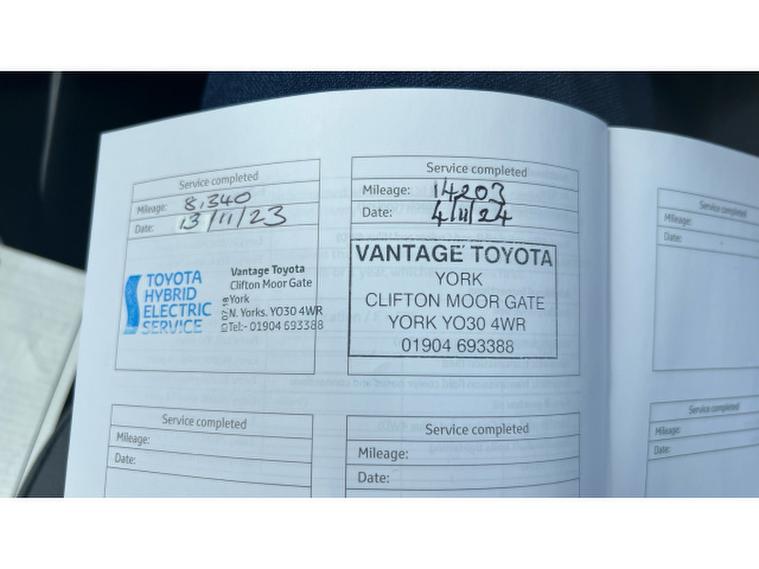 Service completed
Mileage: 8,340
Date: 13/11/23
TOYOTA
HYBRID
ELECTRIC
SERVICE
Vantage Toyota
Clifton Moor Gate
York
N. Yorks. YO30 4WR
Tel:- 01904 693388
Service completed
Mileage: 14203
Date: 4/11/24
VANTAGE TOYOTA
YORK
CLIFTON MOOR GATE
YORK YO30 4WR
01904 693388
Service completed
Mileage:
Date:
Service completed
Mileage:
Date:
Service completed
Mileage:
Date:
Service completed
Mileage:
Date: